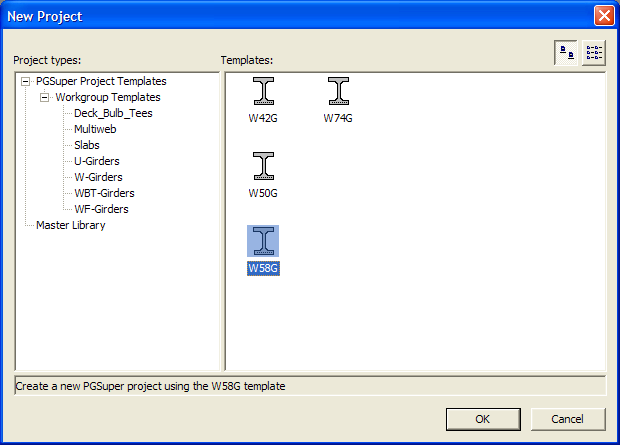 New Project
Project types:
Templates:
PGSuper Project Templates
Workgroup Templates
Deck_Bulb_Tees
Multiweb
Slabs
U-Girders
W-Girders
WBT-Girders
WF-Girders
Master Library
W42G
W74G
W50G
W58G
Create a new PGSuper project using the W58G template
OK
Cancel